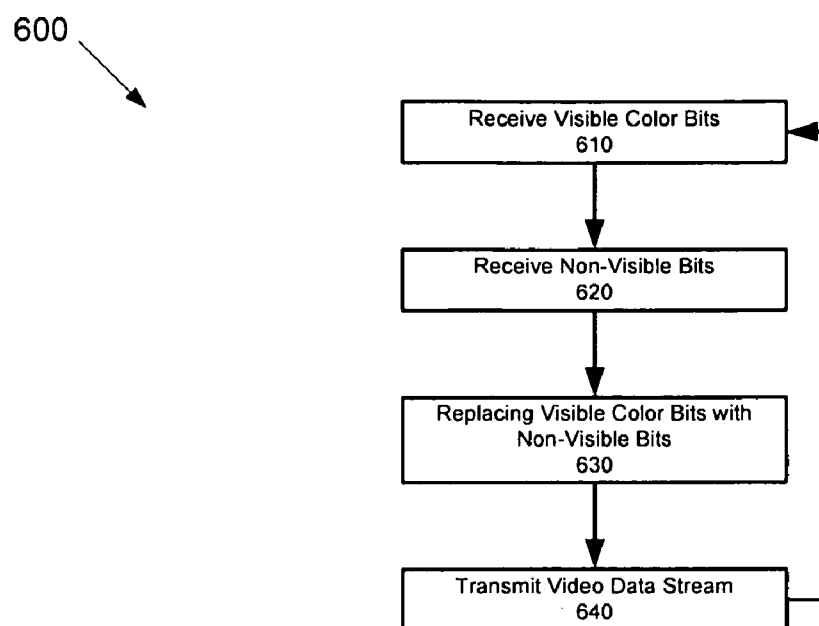 600
Receive Visible Color Bits
610
Receive Non-Visible Bits
620
Replacing Visible Color Bits with
Non-Visible Bits
630
Transmit Video Data Stream
640